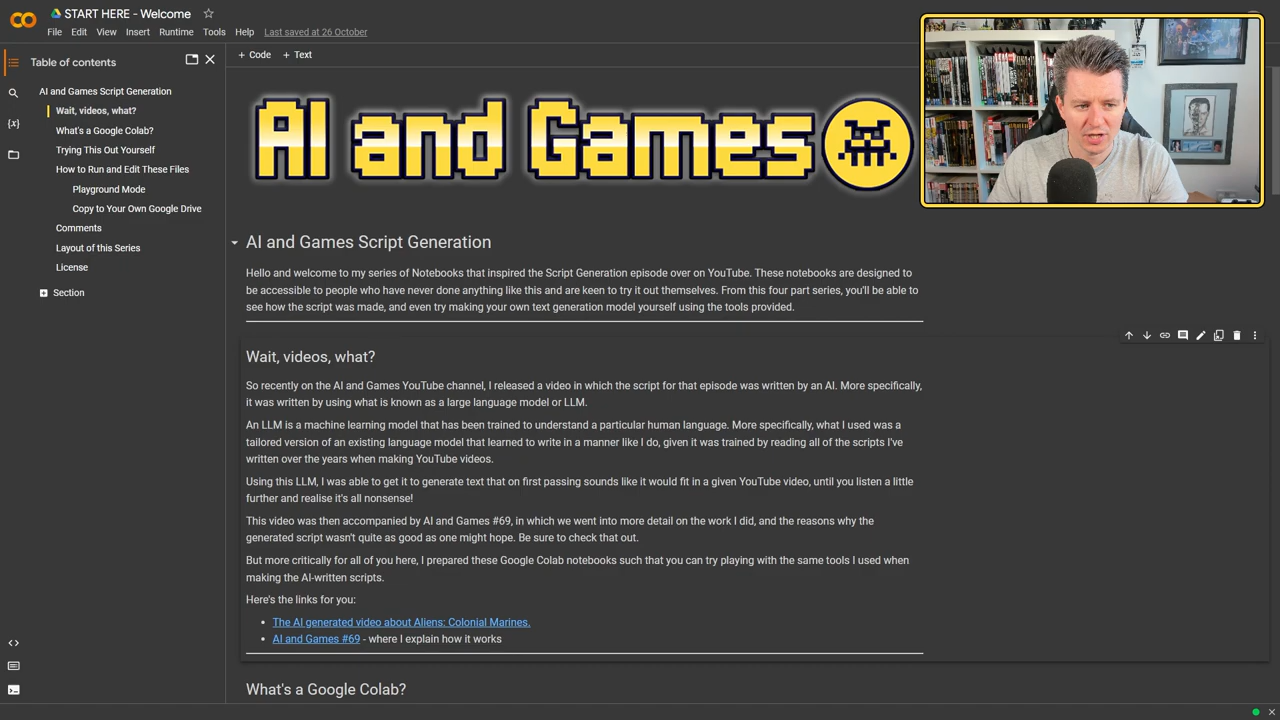 START HERE - Welcome
File Edit View Insert Runtime Tools Help Last saved at 26 October
Table of contents
+ Code + Text
AI and Games Script Generation
Wait, videos, what?
What's a Google Colab?
Trying This Out Yourself
How to Run and Edit These Files
Playground Mode
Copy to Your Own Google Drive
Comments
Layout of this Series
License
Section
AI and Games
AI and Games Script Generation
Hello and welcome to my series of Notebooks that inspired the Script Generation episode over on YouTube. These notebooks are designed to
be accessible to people who have never done anything like this and are keen to try it out themselves. From this four part series, you'll be able to
see how the script was made, and even try making your own text generation model yourself using the tools provided.
Wait, videos, what?
So recently on the AI and Games YouTube channel, I released a video in which the script for that episode was written by an AI. More specifically,
it was written by using what is known as a large language model or LLM.
An LLM is a machine learning model that has been trained to understand a particular human language. More specifically, what I used was a
tailored version of an existing language model that learned to write in a manner like I do, given it was trained by reading all of the scripts I've
written over the years when making YouTube videos.
Using this LLM, I was able to get it to generate text that on first passing sounds like it would fit in a given YouTube video, until you listen a little
further and realise it's all nonsense!
This video was then accompanied by AI and Games #69, in which we went into more detail on the work I did, and the reasons why the
generated script wasn't quite as good as one might hope. Be sure to check that out.
But more critically for all of you here, I prepared these Google Colab notebooks such that you can try playing with the same tools I used when
making the AI-written scripts.
Here's the links for you:
The AI generated video about Aliens: Colonial Marines.
AI and Games #69 - where I explain how it works
What's a Google Colab?